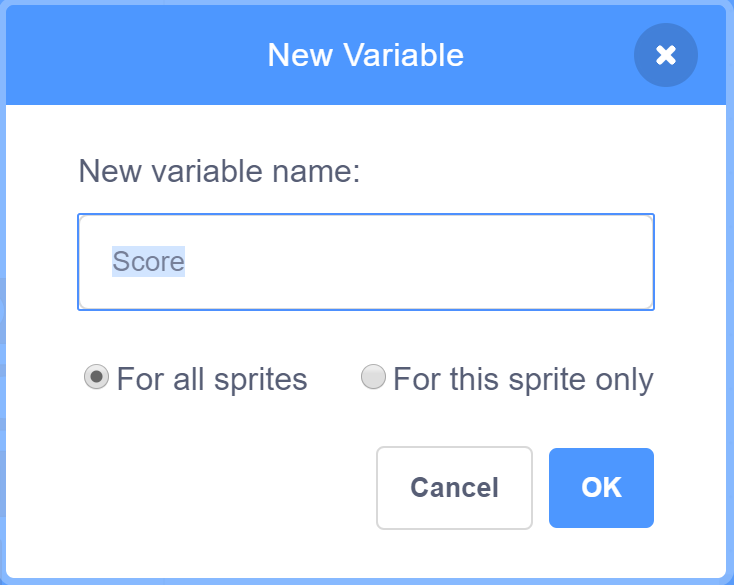 New Variable
New variable name:
Score
For all sprites For this sprite only
Cancel OK